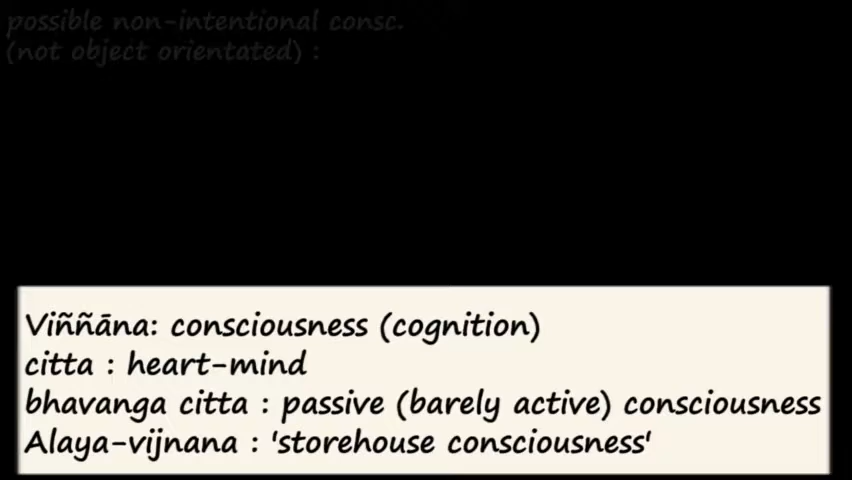 possible non-intentional consc.
(not object orientated) :
Viññāna: consciousness (cognition)
citta : heart-mind
bhavanga citta : passive (barely active) consciousness
Alaya-vijnana : 'storehouse consciousness'